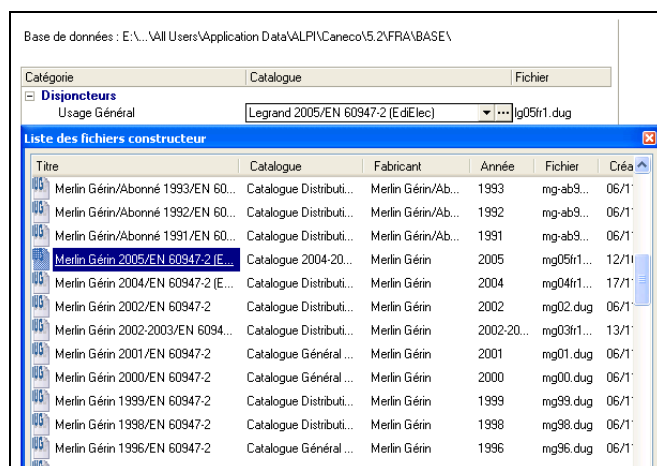 Base de données : E:\...\All Users\Application Data\ALPI\Caneco\5.2\FRA\BASE\
Catégorie Catalogue Fichier
Disjoncteurs
Usage Général Legrand 2005/EN 60947-2 (EdiElec) ... lg05fr1.dug
Liste des fichiers constructeur
Titre Catalogue Fabricant Année Fichier Créa
Merlin Gérin/Abonné 1993/EN 60... Catalogue Distributi... Merlin Gérin/Ab... 1993 mg-ab9... 06/1
Merlin Gérin/Abonné 1992/EN 60... Catalogue Distributi... Merlin Gérin/Ab... 1992 mg-ab9... 06/1
Merlin Gérin/Abonné 1991/EN 60... Catalogue Distributi... Merlin Gérin/Ab... 1991 mg-ab9... 06/1
Merlin Gérin 2005/EN 60947-2 (E... Catalogue 2004-20... Merlin Gérin 2005 mg05fr1... 12/1
Merlin Gérin 2004/EN 60947-2 (E... Catalogue Distributi... Merlin Gérin 2004 mg04fr1... 17/1
Merlin Gérin 2002/EN 60947-2 Catalogue Distributi... Merlin Gérin 2002 mg02.dug 06/1
Merlin Gérin 2002-2003/EN 6094... Catalogue Distributi... Merlin Gérin 2002-20... mg03fr1... 13/1
Merlin Gérin 2001/EN 60947-2 Catalogue Général ... Merlin Gérin 2001 mg01.dug 06/1
Merlin Gérin 2000/EN 60947-2 Catalogue Général ... Merlin Gérin 2000 mg00.dug 06/1
Merlin Gérin 1999/EN 60947-2 Catalogue Distributi... Merlin Gérin 1999 mg99.dug 06/1
Merlin Gérin 1998/EN 60947-2 Catalogue Distributi... Merlin Gérin 1998 mg98.dug 06/1
Merlin Gérin 1996/EN 60947-2 Catalogue Général ... Merlin Gérin 1996 mg96.dug 06/1